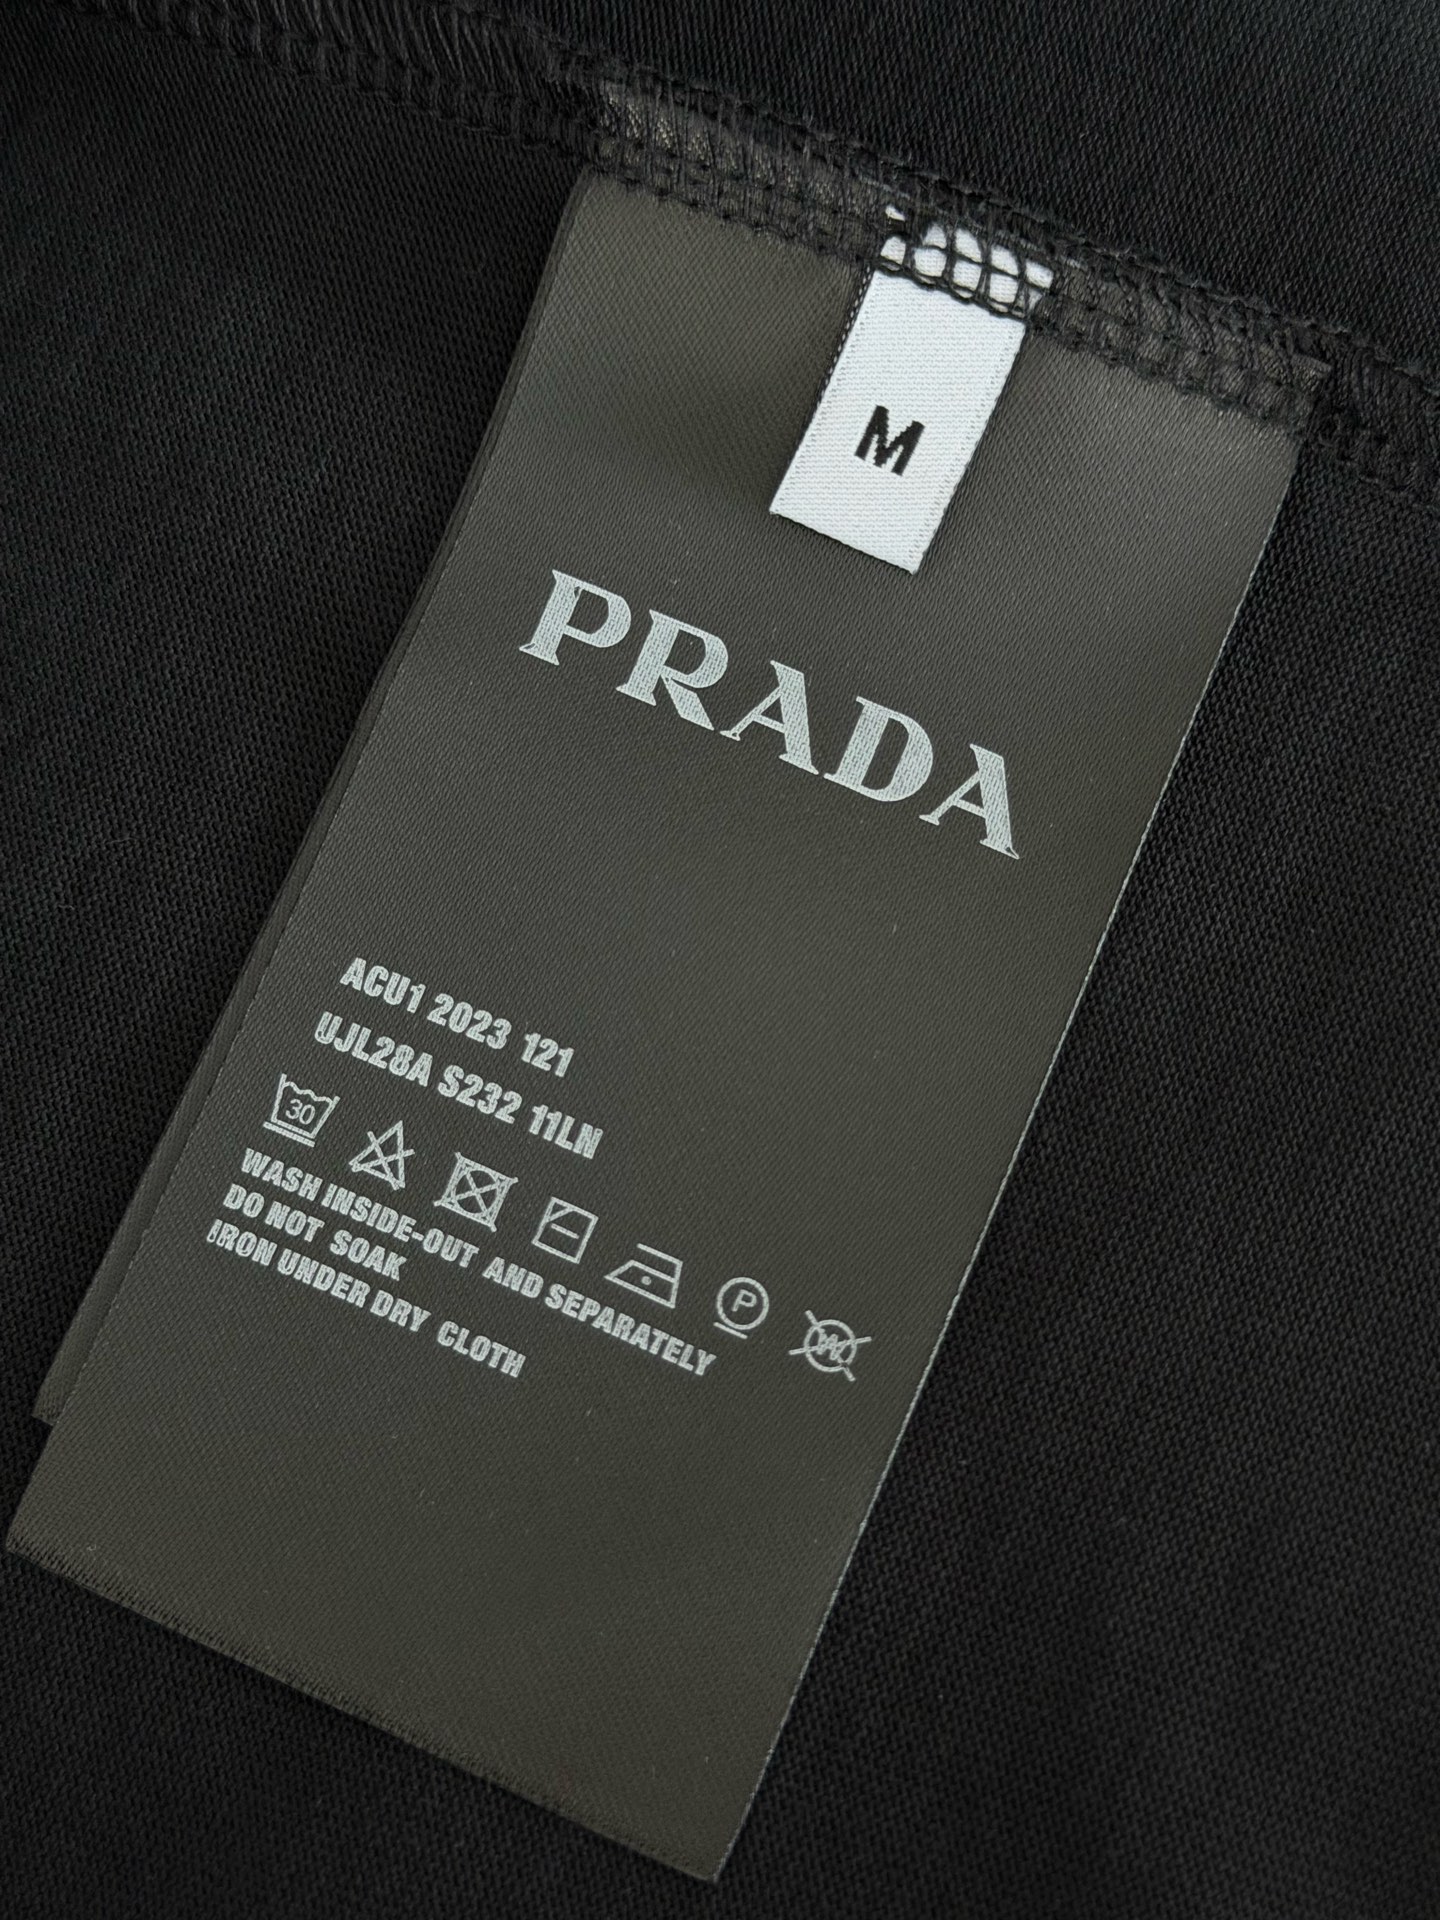 M
PRADA
ACU1 2023 121
UJL28A S232 11LN
30
P
W
WASH INSIDE-OUT AND SEPARATELY
DO NOT SOAK
IRON UNDER DRY CLOTH